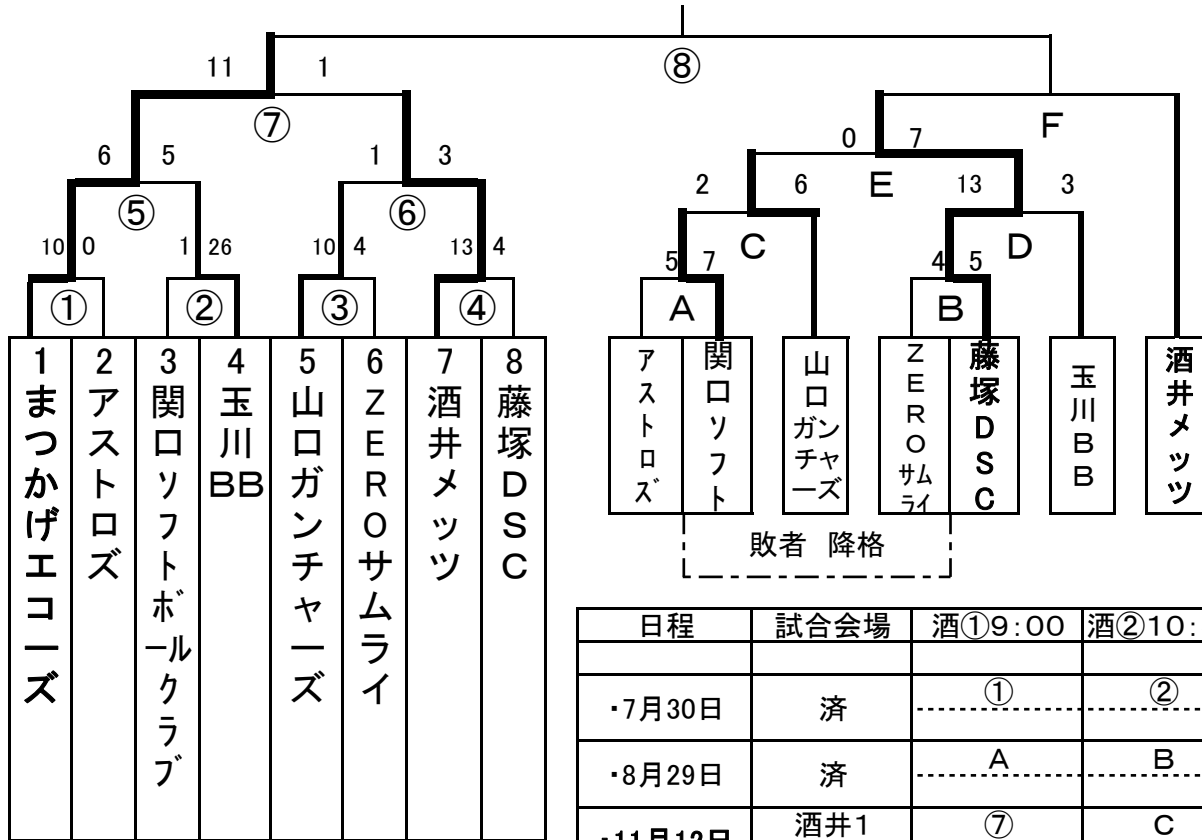 11 1
⑧
⑦
F
6 5
1 3
0 7
E
⑤
⑥
2 6
13 3
10 0
1 26
10 4
13 4
C
D
5 7
4 5
①
②
③
④
A
B
1 まつかげエコーズ
2 アストロズ
3 関口ソフトボールクラブ
4 玉川BB
5 山口ガンチャーズ
6 ZEROサムライ
7 酒井メッツ
8 藤塚DSC
アストロズ
関口ソフト
山口ガンチャーズ
ZEROサムライ
藤塚DSC
玉川BB
酒井メッツ
敗者 降格
日程 試合会場 酒①9:00 酒②10:
・7月30日 済 ① ②
・8月29日 済 A B
・11月12日 酒井1 ⑦ C